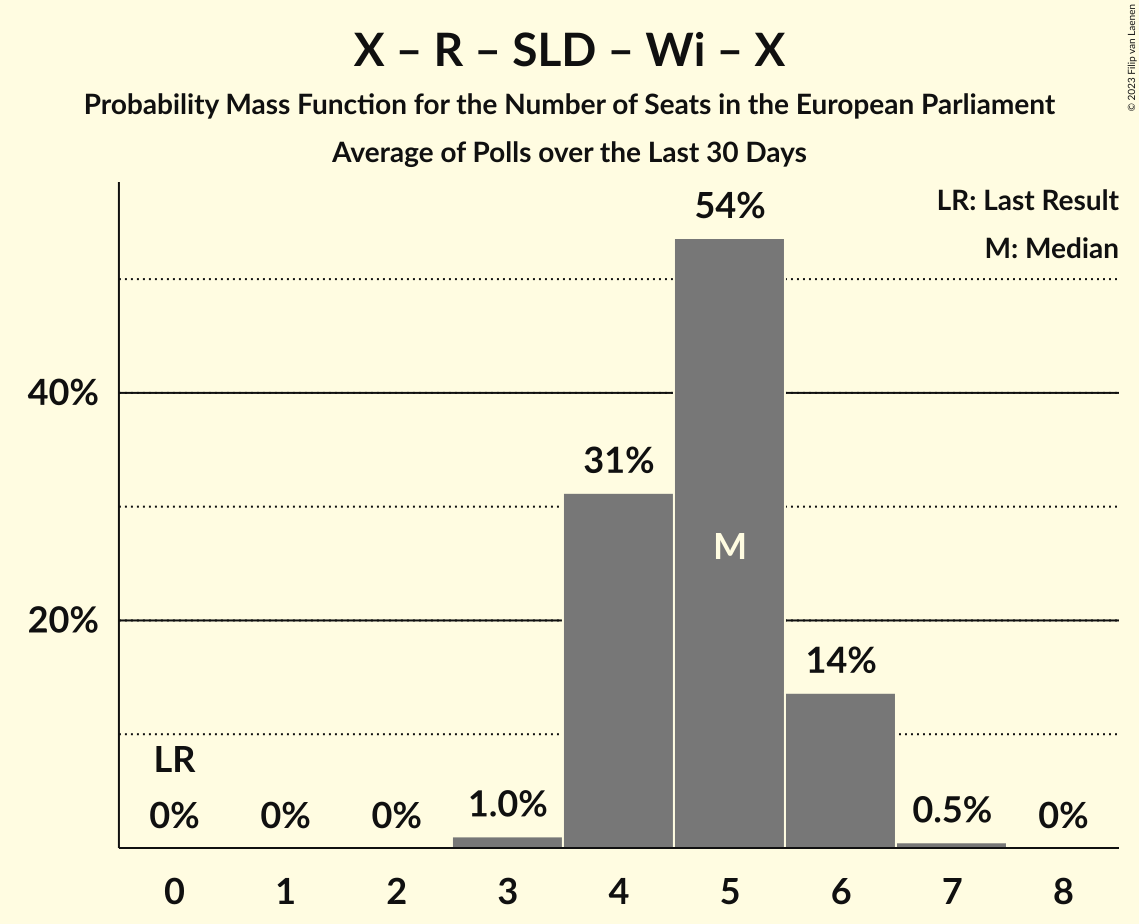 X – R – SLD – Wi – X
Probability Mass Function for the Number of Seats in the European Parliament
Average of Polls over the Last 30 Days
© 2023 Filip van Laenen
LR: Last Result
M: Median
54%
40%
31%
M
20%
14%
LR
0%
0%
0%
1.0%
0.5%
0%
0 1 2 3 4 5 6 7 8